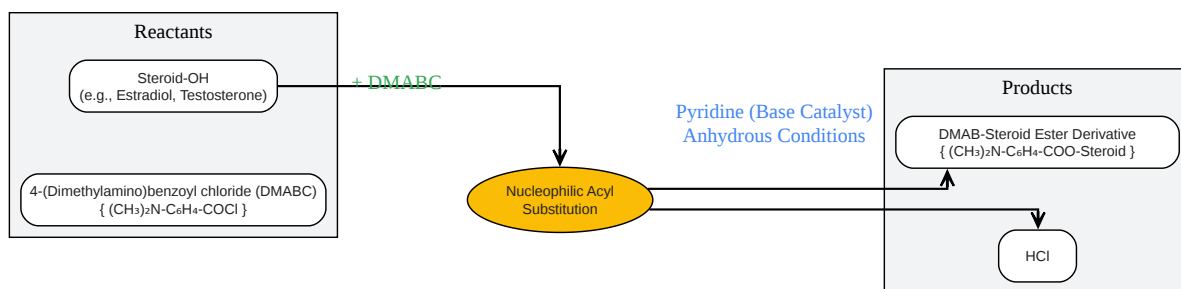 Reactants
Steroid-OH
(e.g., Estradiol, Testosterone)
4-(Dimethylamino)benzoyl chloride (DMABC)
{ (CH₃)₂N-C₆H₄-COCl }
+ DMABC
Nucleophilic Acyl
Substitution
Pyridine (Base Catalyst)
Anhydrous Conditions
Products
DMAB-Steroid Ester Derivative
{ (CH₃)₂N-C₆H₄-COO-Steroid }
HCl